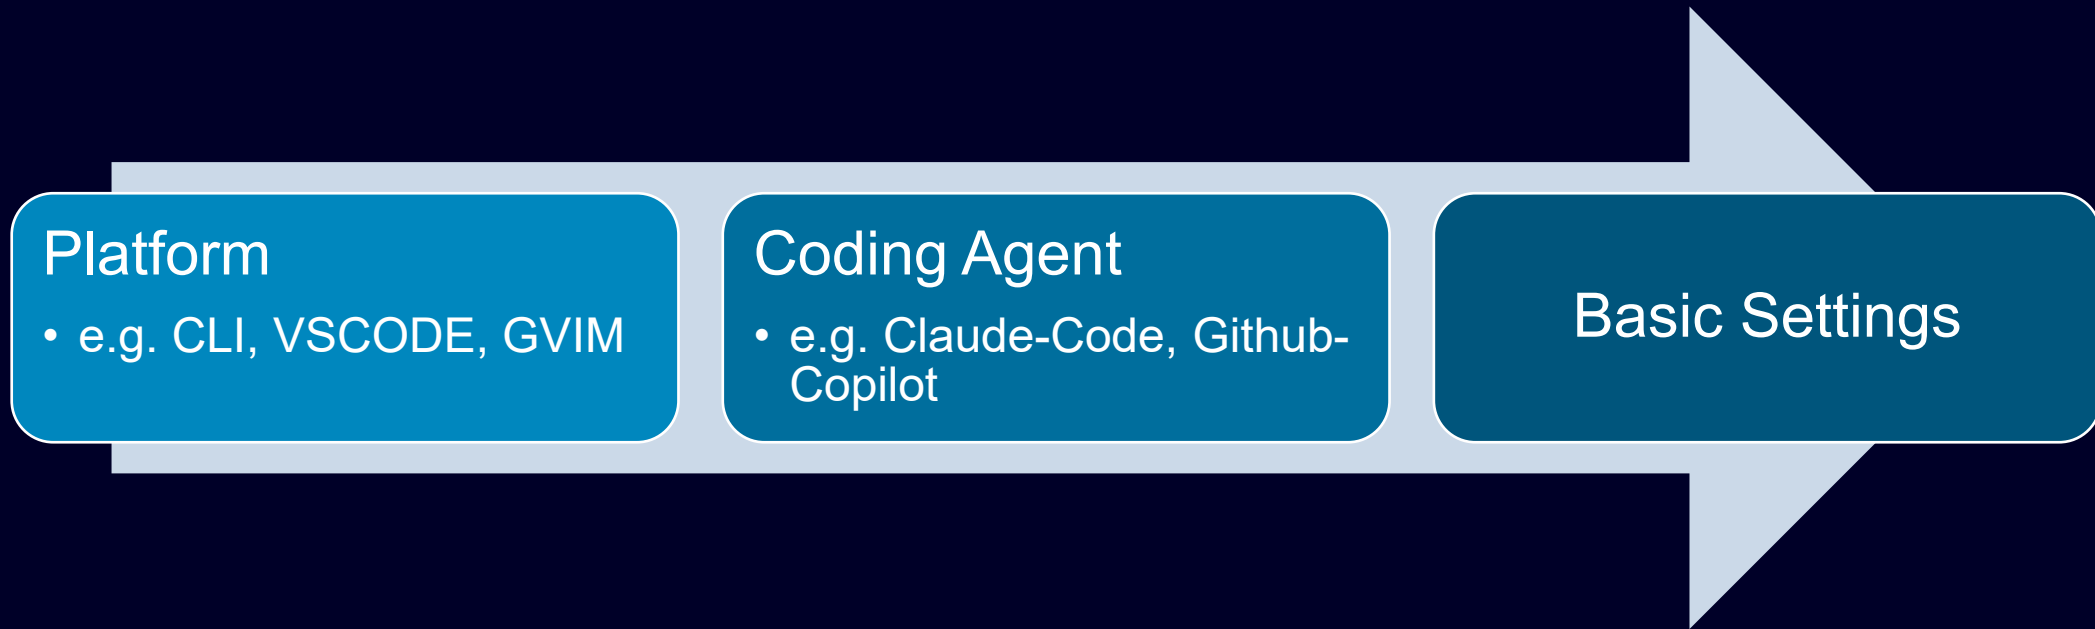 Platform
• e.g. CLI, VSCODE, GVIM
Coding Agent
• e.g. Claude-Code, Github-
Copilot
Basic Settings